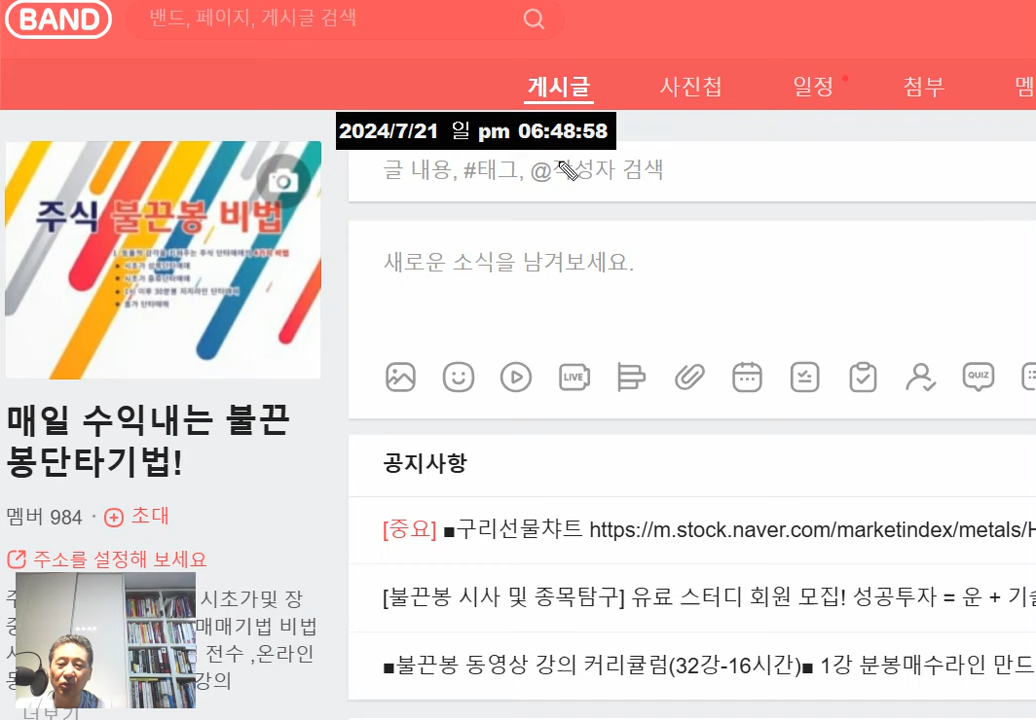 BAND
밴드, 페이지, 게시글 검색
게시글
사진첩
일정
첨부
2024/7/21 일 pm 06:48:58
글 내용, #태그, @작성자 검색
주식 불끈봉 비법
새로운 소식을 남겨보세요.
LIVE
QUIZ
매일 수익내는 불끈
봉단타기법!
멤버 984 · 초대
주소를 설정해 보세요
시초가및 장
매매기법 비법
전수 ,온라인
강의
더보기
공지사항
[중요] ■구리선물챠트 https://m.stock.naver.com/marketindex/metals/H
[불끈봉 시사 및 종목탐구] 유료 스터디 회원 모집! 성공투자 = 운 + 기술
■불끈봉 동영상 강의 커리큘럼(32강-16시간)■ 1강 분봉매수라인 만드